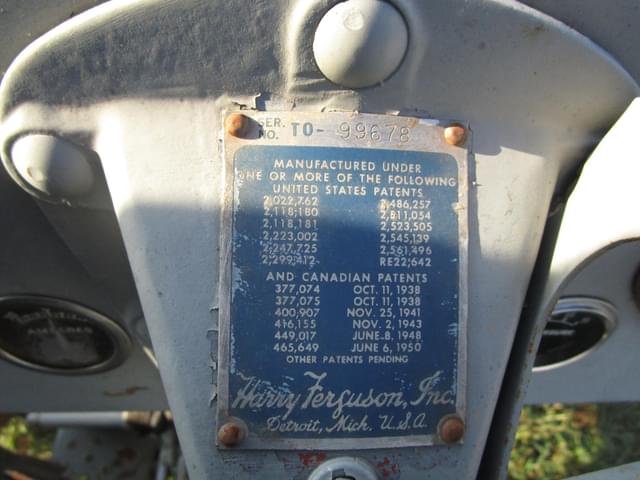 SER. NO. TO- 99678
MANUFACTURED UNDER
ONE OR MORE OF THE FOLLOWING
UNITED STATES PATENTS
2,022,762 2,486,257
2,118,180 2,511,054
2,118,181 2,523,505
2,223,002 2,545,139
2,247,725 2,561,496
2,299,412 RE22,642
AND CANADIAN PATENTS
377,074 OCT. 11, 1938
377,075 OCT. 11, 1938
400,907 NOV. 25, 1941
416,155 NOV. 2, 1943
449,017 JUNE 8, 1948
465,649 JUNE 6, 1950
OTHER PATENTS PENDING
Harry Ferguson, Inc.
Detroit, Mich. U.S.A.
AMPERES